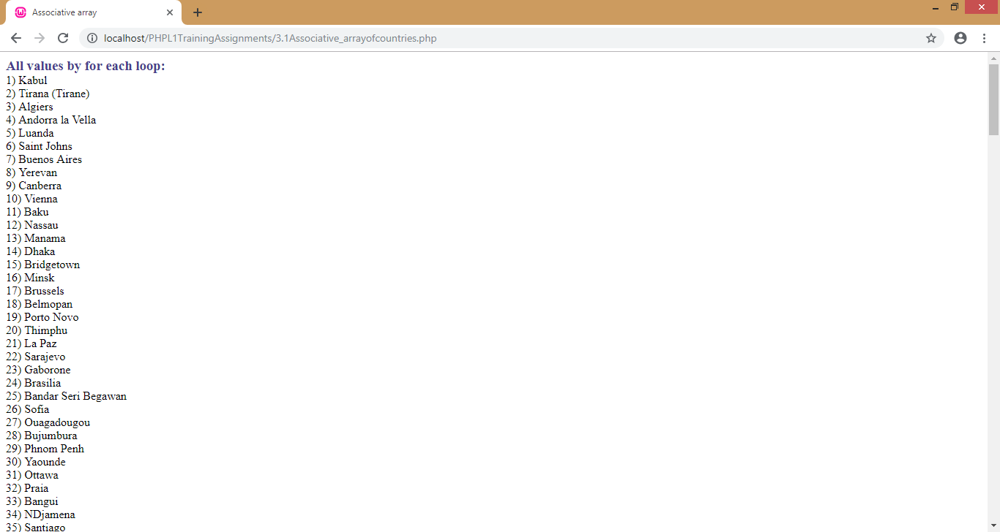 Associative array
localhost/PHPL1TrainingAssignments/3.1Associative_arrayofcountries.php
All values by for each loop:
1) Kabul
2) Tirana (Tirane)
3) Algiers
4) Andorra la Vella
5) Luanda
6) Saint Johns
7) Buenos Aires
8) Yerevan
9) Canberra
10) Vienna
11) Baku
12) Nassau
13) Manama
14) Dhaka
15) Bridgetown
16) Minsk
17) Brussels
18) Belmopan
19) Porto Novo
20) Thimphu
21) La Paz
22) Sarajevo
23) Gaborone
24) Brasilia
25) Bandar Seri Begawan
26) Sofia
27) Ouagadougou
28) Bujumbura
29) Phnom Penh
30) Yaounde
31) Ottawa
32) Praia
33) Bangui
34) NDjamena
35) Santiago